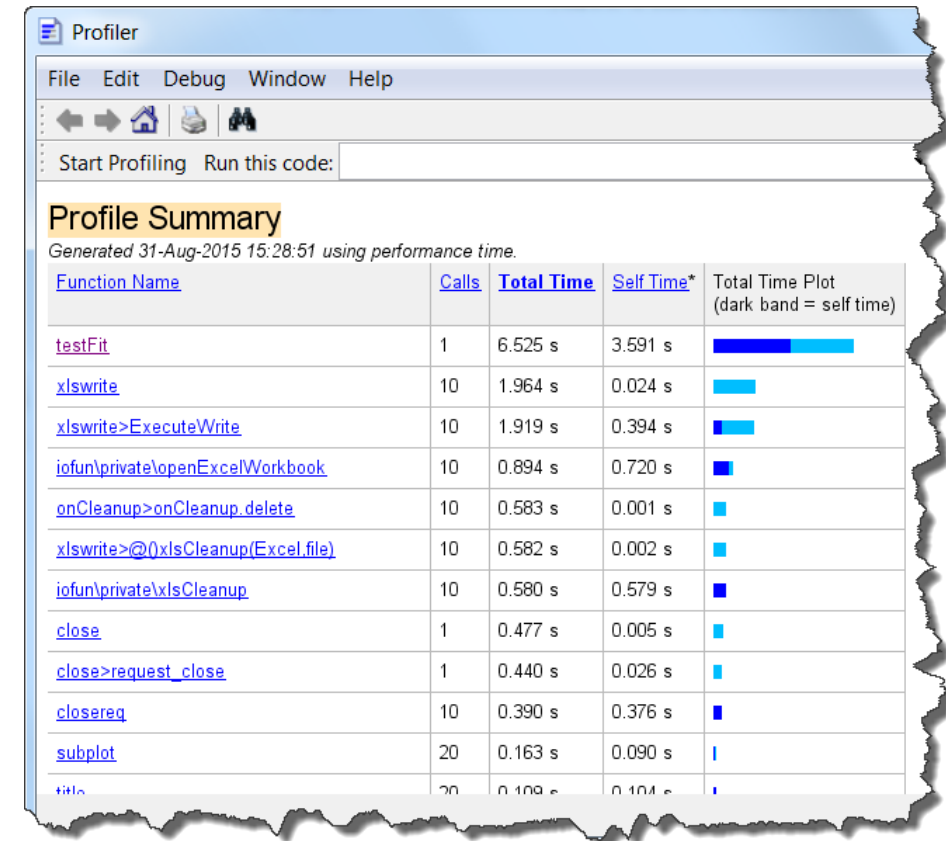 Profiler
File Edit Debug Window Help
Start Profiling Run this code:
Profile Summary
Generated 31-Aug-2015 15:28:51 using performance time.
Function Name Calls Total Time Self Time* Total Time Plot
(dark band = self time)
testFit 1 6.525 s 3.591 s
xlswrite 10 1.964 s 0.024 s
xlswrite>ExecuteWrite 10 1.919 s 0.394 s
iofun\private\openExcelWorkbook 10 0.894 s 0.720 s
onCleanup>onCleanup.delete 10 0.583 s 0.001 s
xlswrite>@()xlsCleanup(Excel,file) 10 0.582 s 0.002 s
iofun\private\xlsCleanup 10 0.580 s 0.579 s
close 1 0.477 s 0.005 s
close>request_close 1 0.440 s 0.026 s
closereq 10 0.390 s 0.376 s
subplot 20 0.163 s 0.090 s
title 20 0.109 s 0.104 s